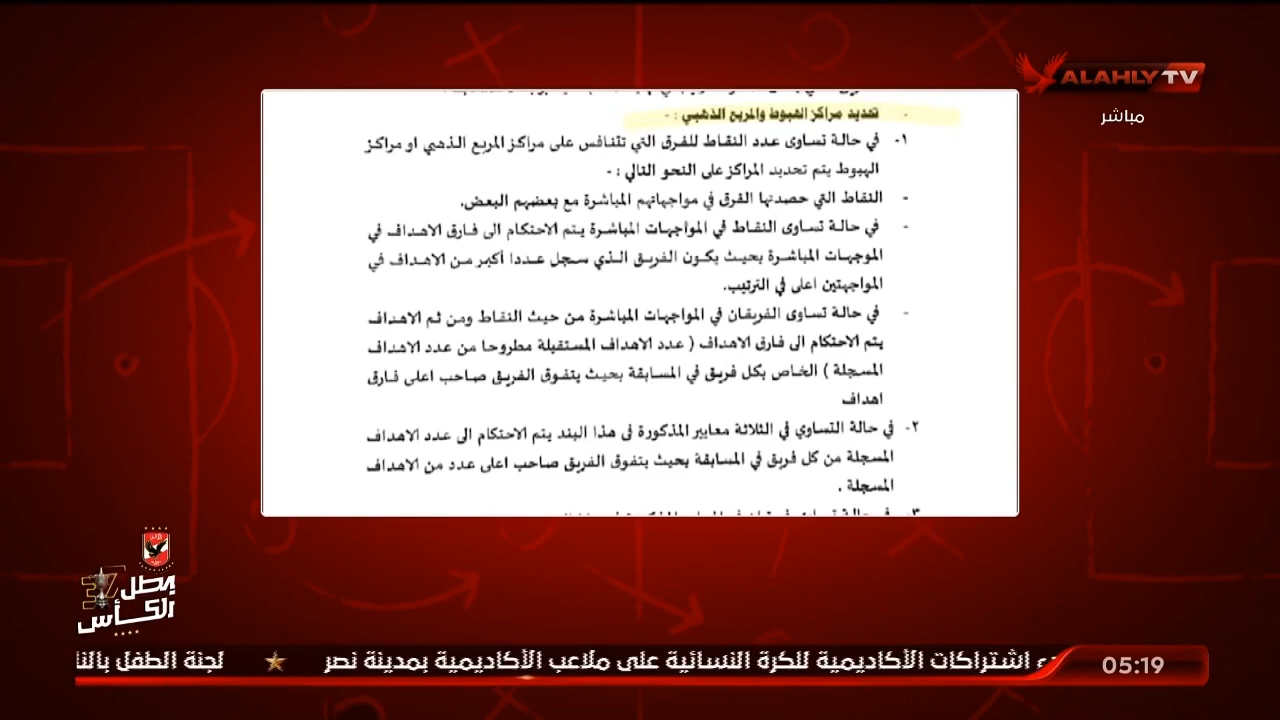 ALAHLY TV
مباشر
- تحديد مراكز الهبوط والمربع الذهبي : -
١- في حالة تساوى عدد النقاط للفرق التي تتنافس على مراكز المربع الذهبي او مراكز
الهبوط يتم تحديد المراكز على النحو التالي : -
- النقاط التي حصدتها الفرق في مواجهاتهم المباشرة مع بعضهم البعض.
- في حالة تساوى النقاط في المواجهات المباشرة يتم الاحتكام الى فارق الاهداف في
الموجهات المباشرة بحيث يكون الفريق الذي سجل عددا أكبر من الاهداف في
المواجهتين اعلى في الترتيب.
- في حالة تساوى الفريقان في المواجهات المباشرة من حيث النقاط ومن ثم الاهداف
يتم الاحتكام الى فارق الاهداف ( عدد الاهداف المستقبلة مطروحا من عدد الاهداف
المسجلة ) الخاص بكل فريق في المسابقة بحيث يتفوق الفريق صاحب اعلى فارق
اهداف
٢- في حالة التساوي في الثلاثة معايير المذكورة فى هذا البند يتم الاحتكام الى عدد الاهداف
المسجلة من كل فريق في المسابقة بحيث يتفوق الفريق صاحب اعلى عدد من الاهداف
المسجلة .
بطل 37
الكأس
اشتراكات الأكاديمية للكرة النسائية على ملاعب الأكاديمية بمدينة نصر ★ لجنة الطفل
05:19